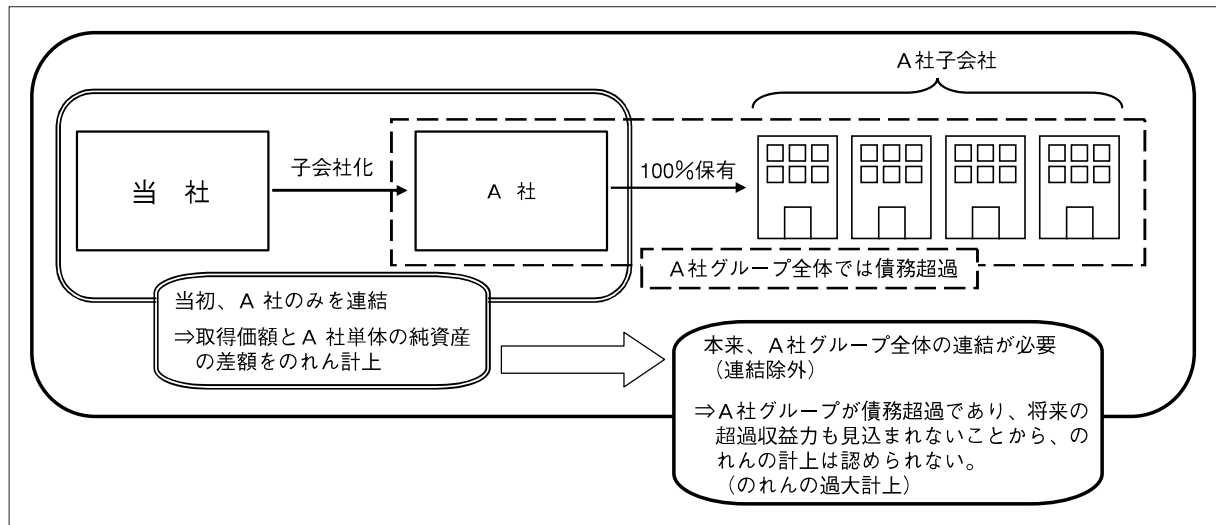 A社子会社
当　社
子会社化
A 社
100％保有
A社グループ全体では債務超過
当初、A 社のみを連結
⇒取得価額とA 社単体の純資産
の差額をのれん計上
本来、A社グループ全体の連結が必要
（連結除外）
⇒A社グループが債務超過であり、将来の
超過収益力も見込まれないことから、の
れんの計上は認められない。
（のれんの過大計上）